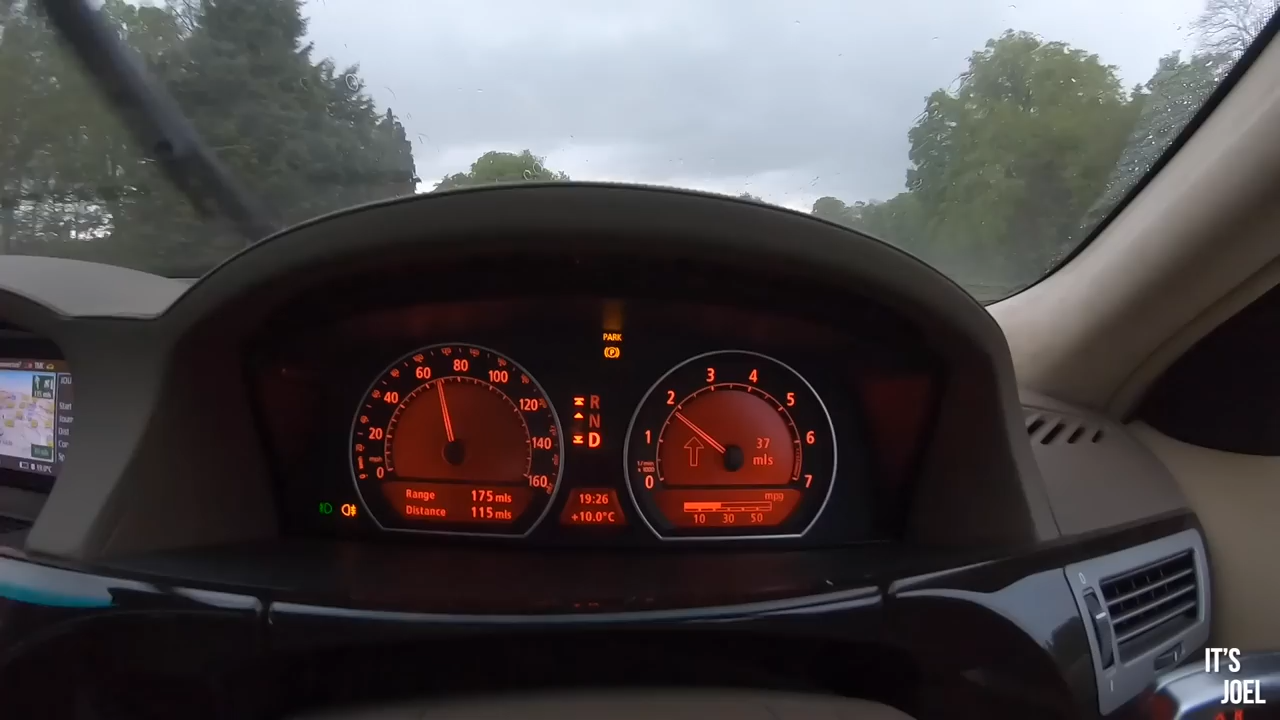 PARK
P
0
20
40
60
80
100
120
140
160
R
N
D
0
1
2
3
4
5
6
7
37
mls
Range 175 mls
Distance 115 mls
19:26
+10.0°C
mpg
10 30 50
IT'S
JOEL